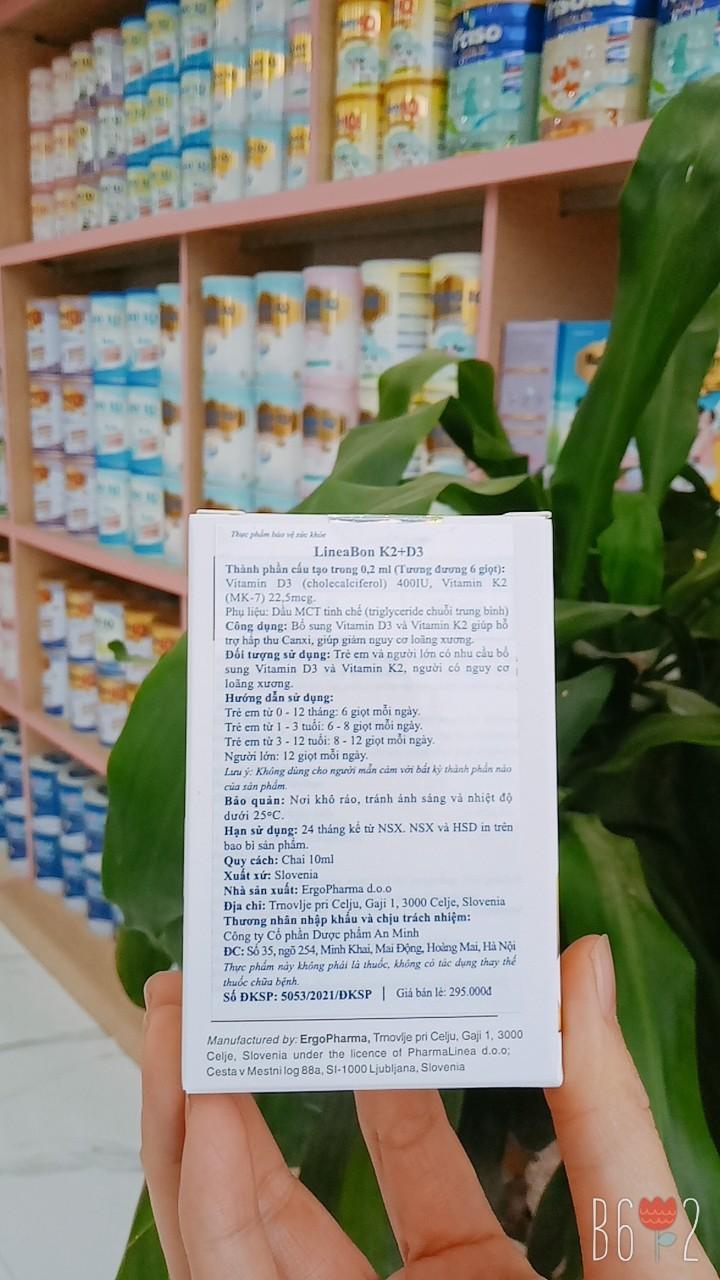 Thực phẩm bảo vệ sức khỏe
LineaBon K2+D3
Thành phần cấu tạo trong 0,2 ml (Tương đương 6 giọt):
Vitamin D3 (cholecalciferol) 400IU, Vitamin K2
(MK-7) 22,5mcg.
Phụ liệu: Dầu MCT tinh chế (triglyceride chuỗi trung bình)
Công dụng: Bổ sung Vitamin D3 và Vitamin K2 giúp hỗ
trợ hấp thu Canxi, giúp giảm nguy cơ loãng xương.
Đối tượng sử dụng: Trẻ em và người lớn có nhu cầu bổ
sung Vitamin D3 và Vitamin K2, người có nguy cơ
loãng xương.
Hướng dẫn sử dụng:
Trẻ em từ 0 - 12 tháng: 6 giọt mỗi ngày.
Trẻ em từ 1 - 3 tuổi: 6 - 8 giọt mỗi ngày.
Trẻ em từ 3 - 12 tuổi: 8 - 12 giọt mỗi ngày.
Người lớn: 12 giọt mỗi ngày.
Lưu ý: Không dùng cho người mẫn cảm với bất kỳ thành phần nào
của sản phẩm.
Bảo quản: Nơi khô ráo, tránh ánh sáng và nhiệt độ
dưới 25°C.
Hạn sử dụng: 24 tháng kể từ NSX. NSX và HSD in trên
bao bì sản phẩm.
Quy cách: Chai 10ml
Xuất xứ: Slovenia
Nhà sản xuất: ErgoPharma d.o.o
Địa chỉ: Trnovlje pri Celju, Gaji 1, 3000 Celje, Slovenia
Thương nhân nhập khẩu và chịu trách nhiệm:
Công ty Cổ phần Dược phẩm An Minh
ĐC: Số 35, ngõ 254, Minh Khai, Mai Động, Hoàng Mai, Hà Nội
Thực phẩm này không phải là thuốc, không có tác dụng thay thế
thuốc chữa bệnh.
Số ĐKSP: 5053/2021/ĐKSP | Giá bán lẻ: 295.000đ
Manufactured by: ErgoPharma, Trnovlje pri Celju, Gaji 1, 3000
Celje, Slovenia under the licence of PharmaLinea d.o.o;
Cesta v Mestni log 88a, SI-1000 Ljubljana, Slovenia
B6 2